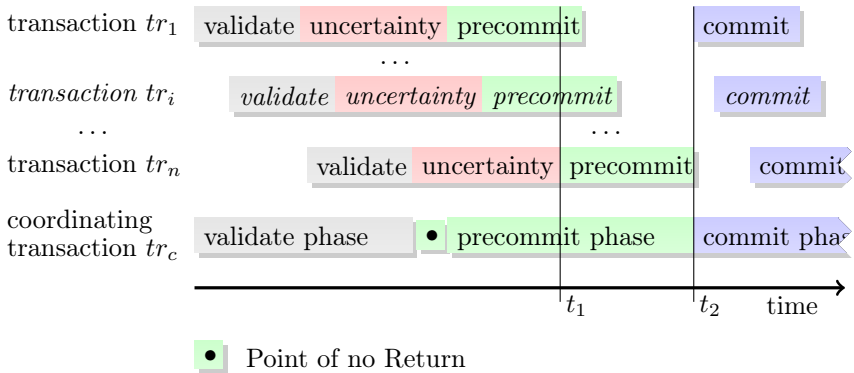 transaction tr₁ validate uncertainty precommit commit
...
transaction trᵢ validate uncertainty precommit commit
... ...
transaction trₙ validate uncertainty precommit commit
coordinating
transaction tr_c validate phase • precommit phase commit pha
t₁ t₂ time
• Point of no Return